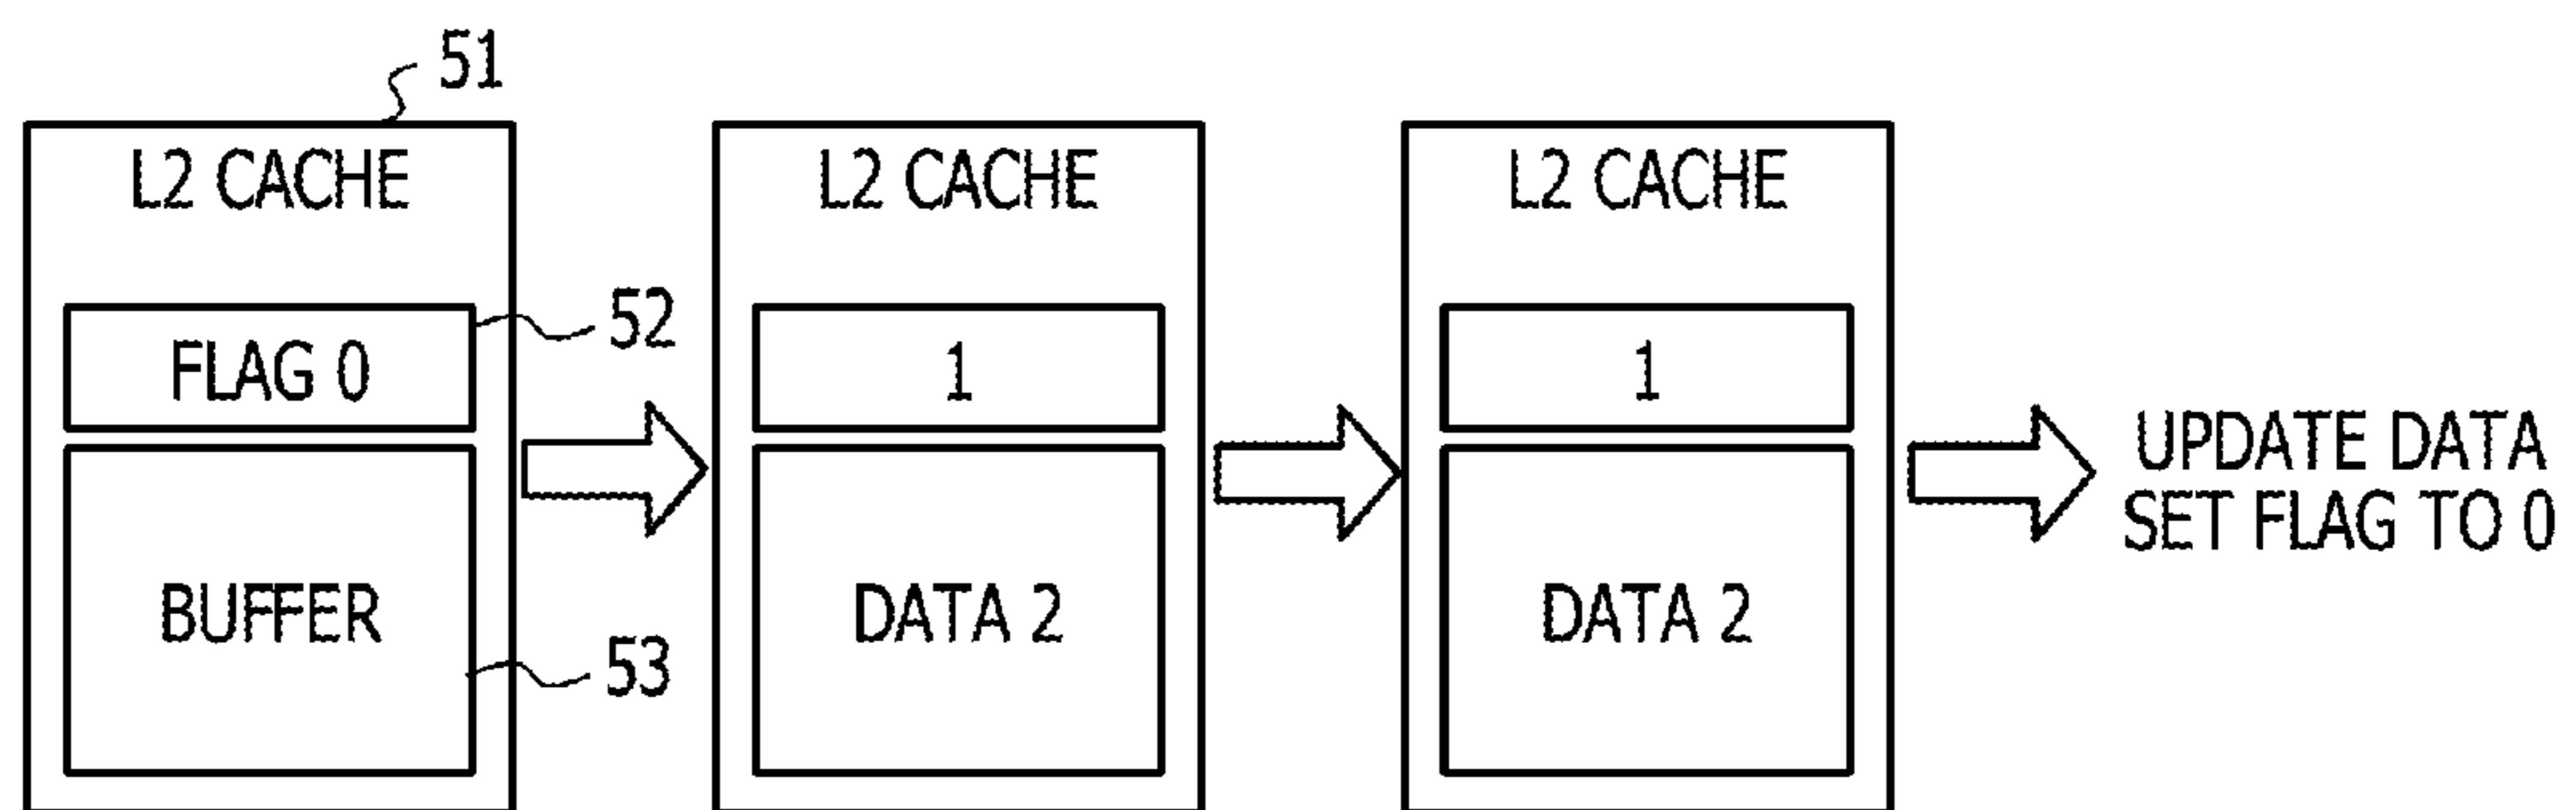 51
L2 CACHE
L2 CACHE
L2 CACHE
52
FLAG 0
1
1
UPDATE DATA
SET FLAG TO 0
BUFFER
DATA 2
DATA 2
53